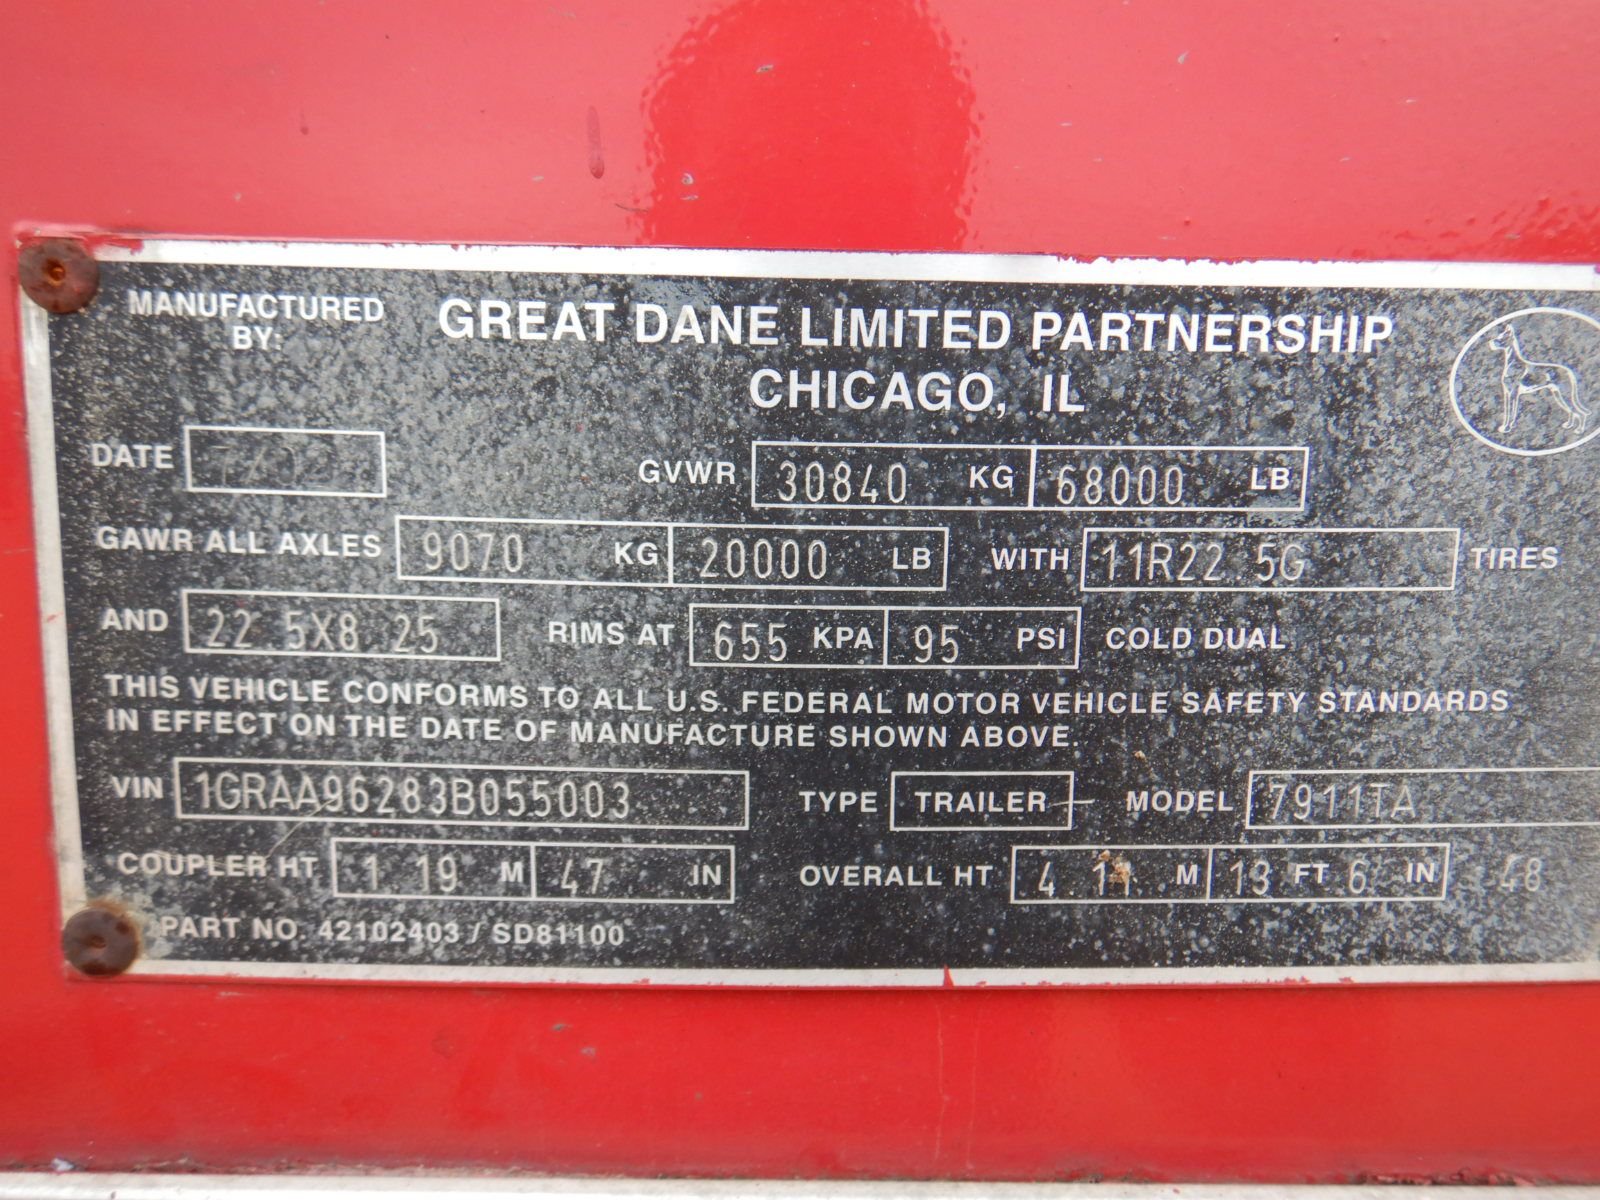 MANUFACTURED BY: GREAT DANE LIMITED PARTNERSHIP
CHICAGO, IL
DATE 7/02 GVWR 30840 KG 68000 LB
GAWR ALL AXLES 9070 KG 20000 LB WITH 11R22.5G TIRES
AND 22.5X8.25 RIMS AT 655 KPA 95 PSI COLD DUAL
THIS VEHICLE CONFORMS TO ALL U.S. FEDERAL MOTOR VEHICLE SAFETY STANDARDS
IN EFFECT ON THE DATE OF MANUFACTURE SHOWN ABOVE.
VIN 1GRAA96283B055003 TYPE TRAILER MODEL 7911TA
COUPLER HT 1.19 M 47 IN OVERALL HT 4.11 M 13 FT 6 IN 48
PART NO. 42102403 / SD81100